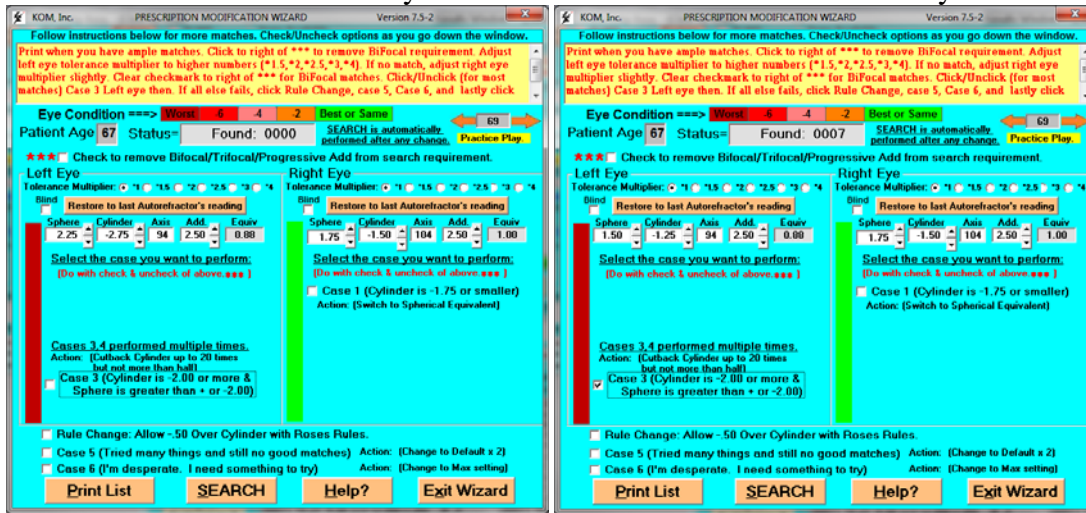 KOM, Inc. PRESCRIPTION MODIFICATION WIZARD Version 7.5-2
Follow instructions below for more matches. Check/Uncheck options as you go down the window.
Print when you have ample matches. Click to right of *** to remove BiFocal requirement. Adjust
left eye tolerance multiplier to higher numbers (*1.5,*2,*2.5,*3,*4). If no match, adjust right eye
multiplier slightly. Clear checkmark to right of *** for BiFocal matches. Click/Unclick (for most
matches) Case 3 Left eye then. If all else fails, click Rule Change, case 5, Case 6, and lastly click
Eye Condition ===> Worst -6 -4 -2 Best or Same
69
Patient Age 67 Status= Found: 0000 SEARCH is automatically
performed after any change. Practice Play.
*** Check to remove Bifocal/Trifocal/Progressive Add from search requirement.
Left Eye
Tolerance Multiplier: *1 *1.5 *2 *2.5 *3 *4
Blind Restore to last Autorefractor's reading
Sphere Cylinder Axis Add. Equiv
2.25 -2.75 94 2.50 0.88
Select the case you want to perform:
(Do with check & uncheck of above.*** )
Cases 3,4 performed multiple times.
Action: (Cutback Cylinder up to 20 times
but not more than half)
Case 3 (Cylinder is -2.00 or more &
Sphere is greater than + or -2.00)
Right Eye
Tolerance Multiplier: *1 *1.5 *2 *2.5 *3 *4
Blind Restore to last Autorefractor's reading
Sphere Cylinder Axis Add. Equiv
1.75 -1.50 104 2.50 1.00
Select the case you want to perform:
(Do with check & uncheck of above.*** )
Case 1 (Cylinder is -1.75 or smaller)
Action: (Switch to Spherical Equivalent)
Rule Change: Allow -.50 Over Cylinder with Roses Rules.
Case 5 (Tried many things and still no good matches) Action: (Change to Default x 2)
Case 6 (I'm desperate. I need something to try) Action: (Change to Max setting)
Print List SEARCH Help? Exit Wizard
KOM, Inc. PRESCRIPTION MODIFICATION WIZARD Version 7.5-2
Follow instructions below for more matches. Check/Uncheck options as you go down the window.
Print when you have ample matches. Click to right of *** to remove BiFocal requirement. Adjust
left eye tolerance multiplier to higher numbers (*1.5,*2,*2.5,*3,*4). If no match, adjust right eye
multiplier slightly. Clear checkmark to right of *** for BiFocal matches. Click/Unclick (for most
matches) Case 3 Left eye then. If all else fails, click Rule Change, case 5, Case 6, and lastly click
Eye Condition ===> Worst -6 -4 -2 Best or Same
69
Patient Age 67 Status= Found: 0007 SEARCH is automatically
performed after any change. Practice Play.
*** Check to remove Bifocal/Trifocal/Progressive Add from search requirement.
Left Eye
Tolerance Multiplier: *1 *1.5 *2 *2.5 *3 *4
Blind Restore to last Autorefractor's reading
Sphere Cylinder Axis Add. Equiv
1.50 -1.25 94 2.50 0.88
Select the case you want to perform:
(Do with check & uncheck of above.*** )
Cases 3,4 performed multiple times.
Action: (Cutback Cylinder up to 20 times
but not more than half)
Case 3 (Cylinder is -2.00 or more &
Sphere is greater than + or -2.00)
Right Eye
Tolerance Multiplier: *1 *1.5 *2 *2.5 *3 *4
Blind Restore to last Autorefractor's reading
Sphere Cylinder Axis Add. Equiv
1.75 -1.50 104 2.50 1.00
Select the case you want to perform:
(Do with check & uncheck of above.*** )
Case 1 (Cylinder is -1.75 or smaller)
Action: (Switch to Spherical Equivalent)
Rule Change: Allow -.50 Over Cylinder with Roses Rules.
Case 5 (Tried many things and still no good matches) Action: (Change to Default x 2)
Case 6 (I'm desperate. I need something to try) Action: (Change to Max setting)
Print List SEARCH Help? Exit Wizard